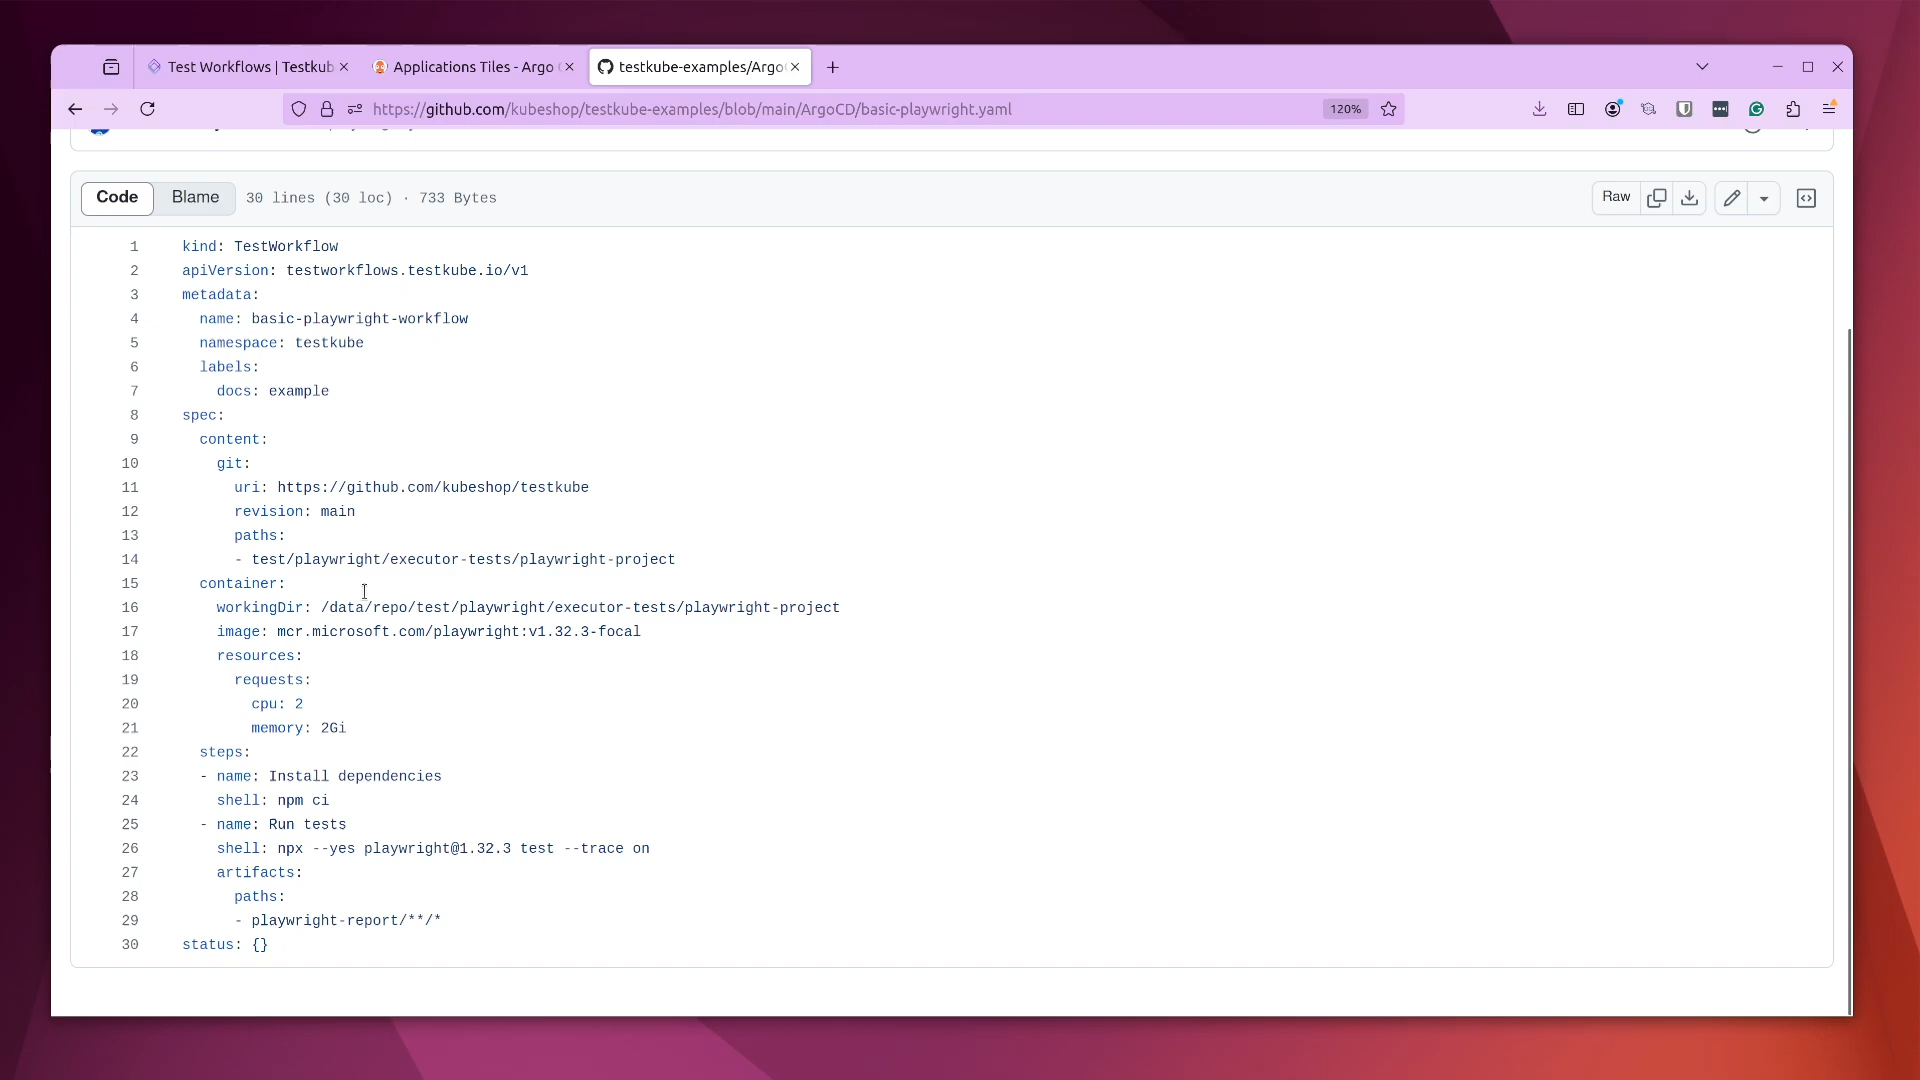 Test Workflows | Testkub
Applications Tiles - Argo
testkube-examples/Argo
https://github.com/kubeshop/testkube-examples/blob/main/ArgoCD/basic-playwright.yaml
120%
Code
Blame
30 lines (30 loc) · 733 Bytes
Raw
1 kind: TestWorkflow
2 apiVersion: testworkflows.testkube.io/v1
3 metadata:
4   name: basic-playwright-workflow
5   namespace: testkube
6   labels:
7     docs: example
8 spec:
9   content:
10     git:
11       uri: https://github.com/kubeshop/testkube
12       revision: main
13       paths:
14       - test/playwright/executor-tests/playwright-project
15   container:
16     workingDir: /data/repo/test/playwright/executor-tests/playwright-project
17     image: mcr.microsoft.com/playwright:v1.32.3-focal
18     resources:
19       requests:
20         cpu: 2
21         memory: 2Gi
22   steps:
23   - name: Install dependencies
24     shell: npm ci
25   - name: Run tests
26     shell: npx --yes playwright@1.32.3 test --trace on
27     artifacts:
28       paths:
29       - playwright-report/**/*
30 status: {}